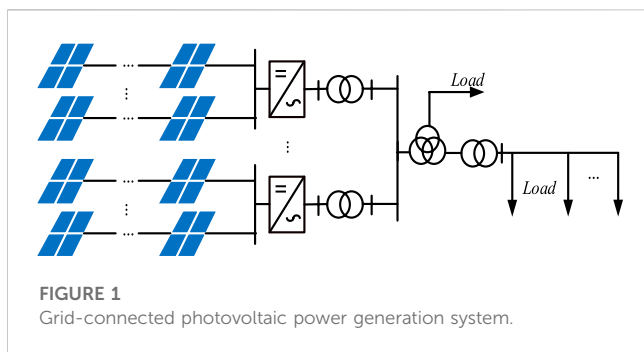 Load
Load
FIGURE 1
Grid-connected photovoltaic power generation system.